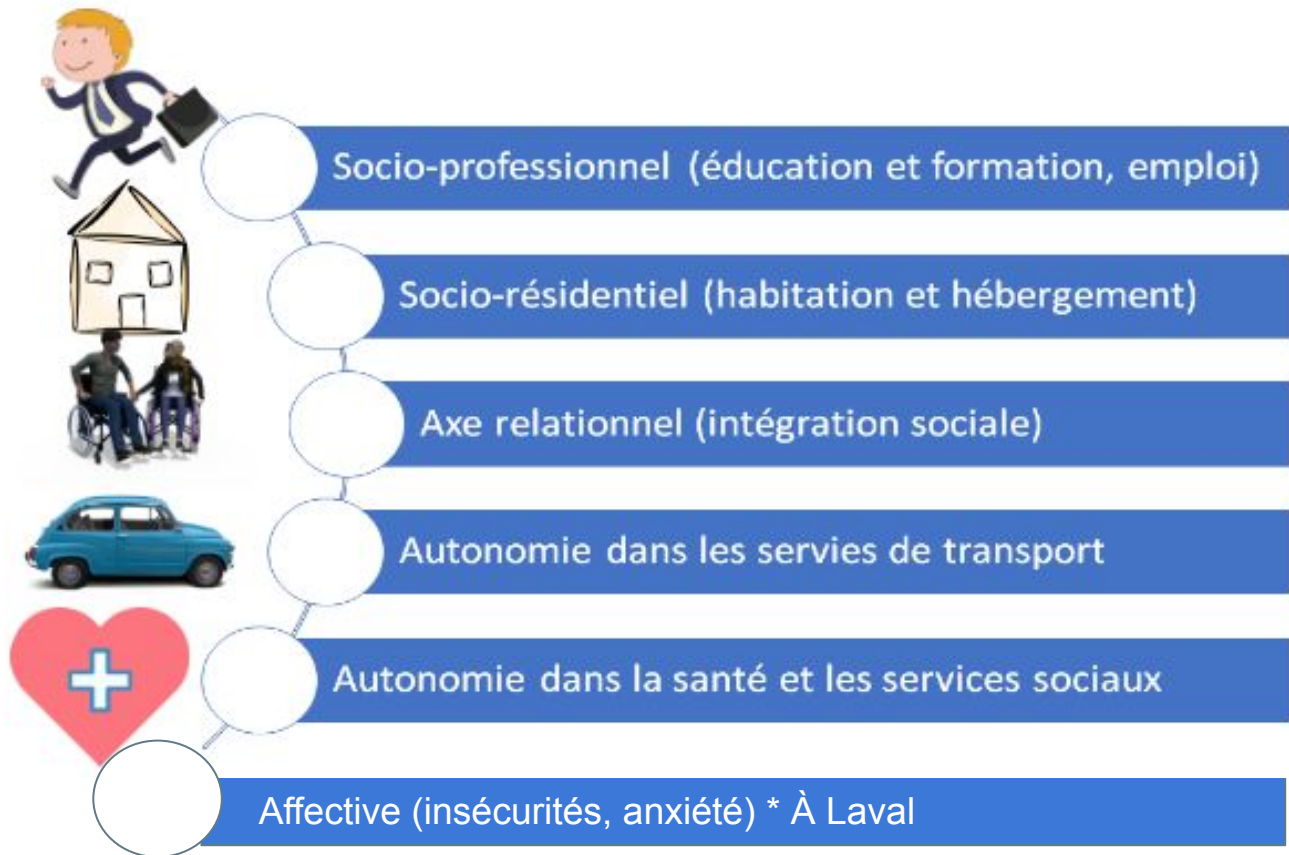 Socio-professionnel (éducation et formation, emploi)
Socio-résidentiel (habitation et hébergement)
Axe relationnel (intégration sociale)
Autonomie dans les servies de transport
Autonomie dans la santé et les services sociaux
Affective (insécurités, anxiété) * À Laval